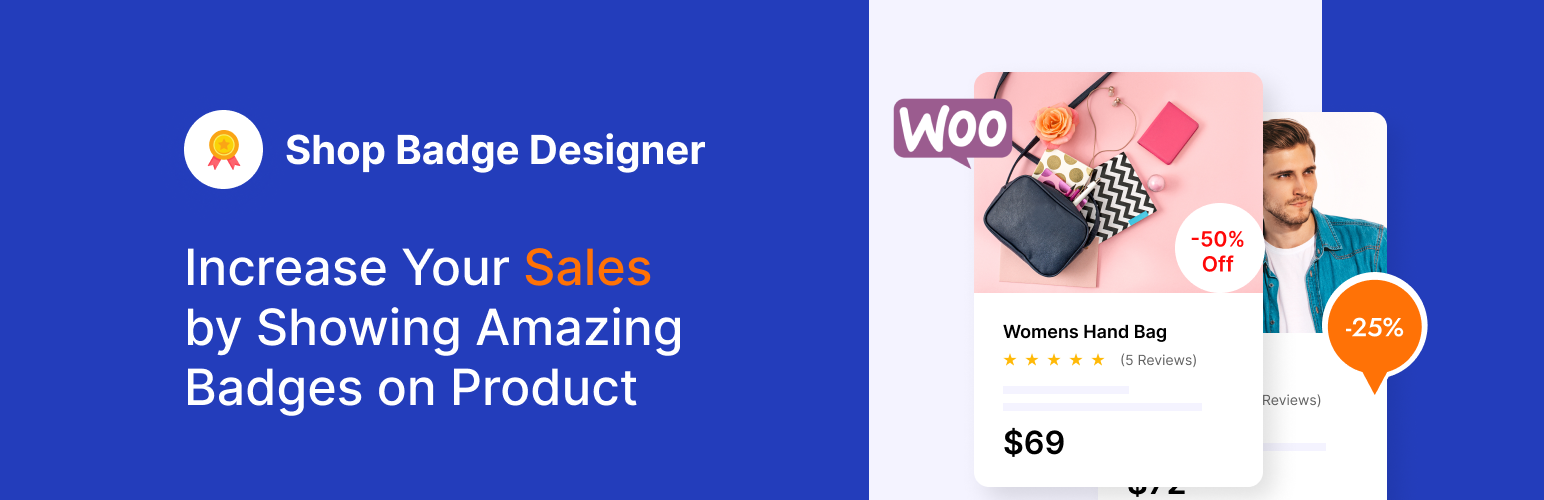 Shop Badge Designer
Increase Your Sales
by Showing Amazing
Badges on Product
Woo
-50%
Off
Womens Hand Bag
(5 Reviews)
$69
-25%
Reviews)
$72